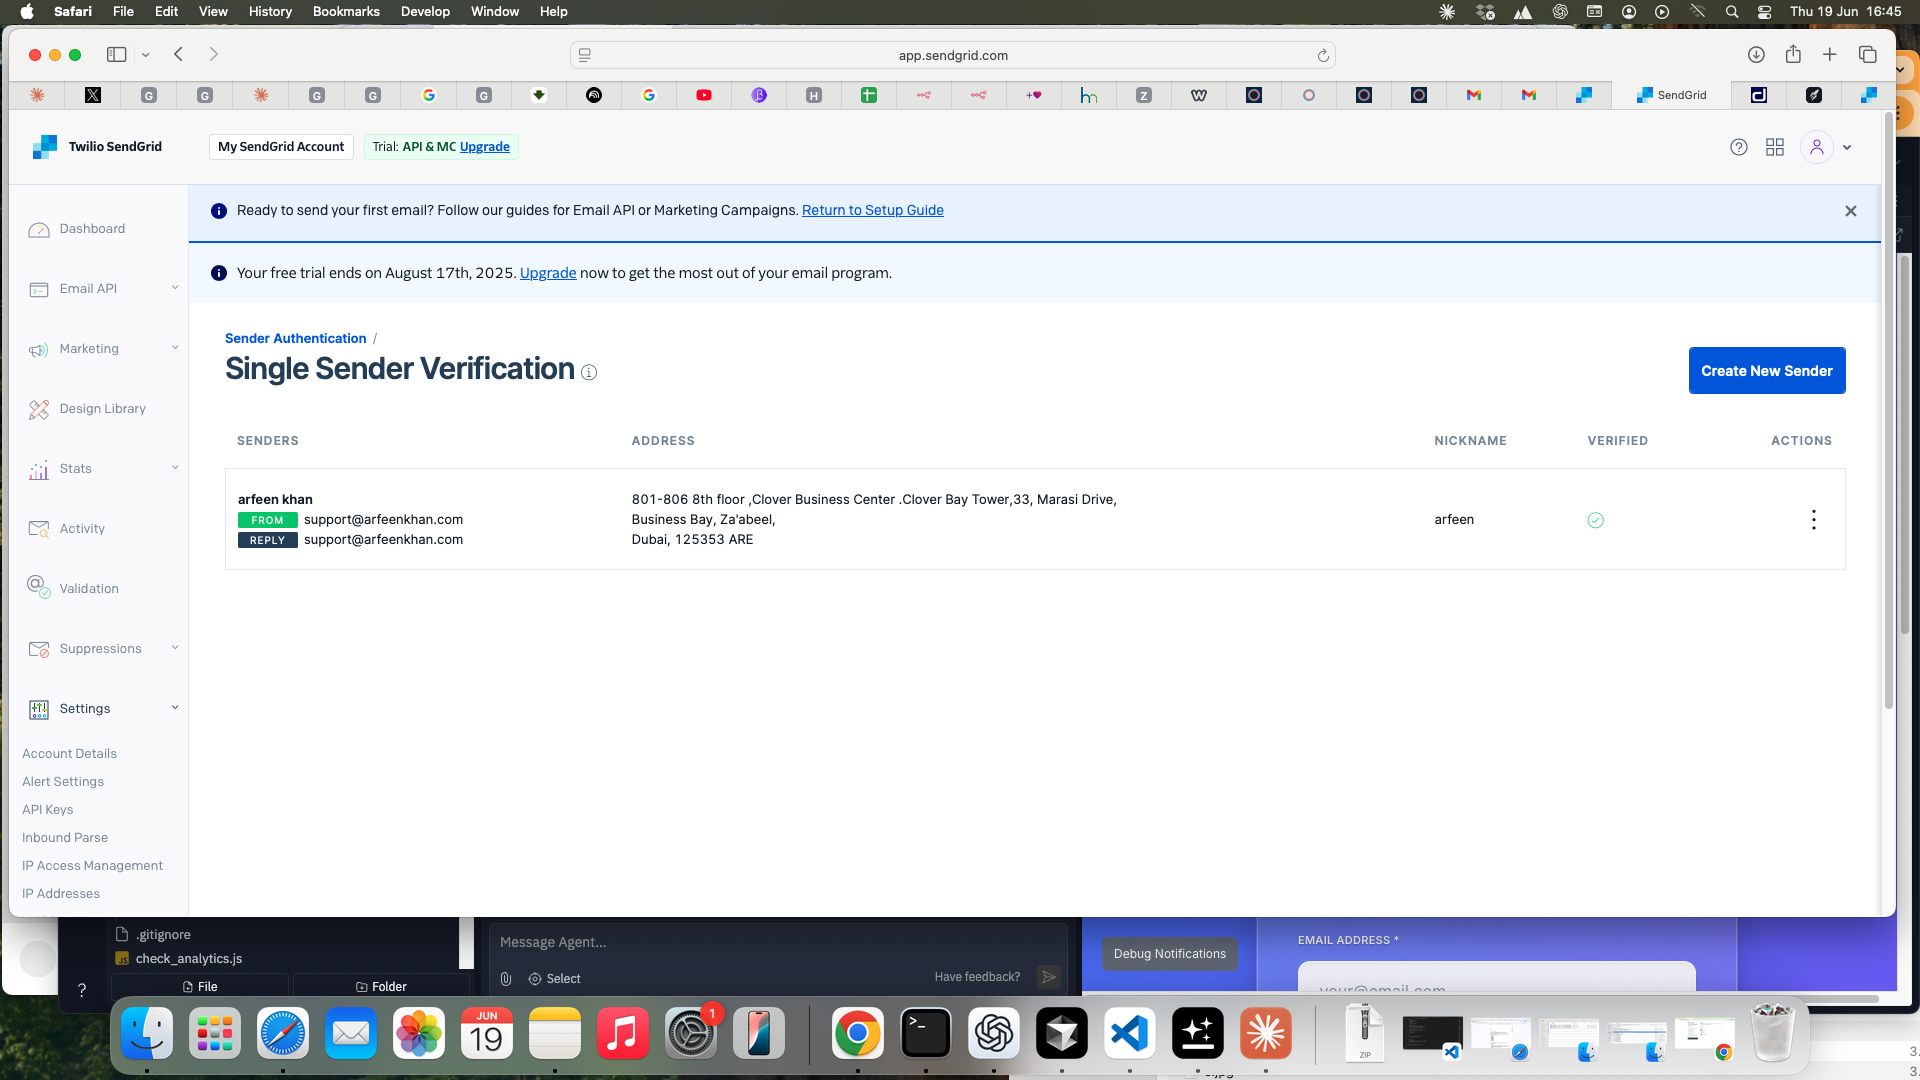 Safari File Edit View History Bookmarks Develop Window Help Thu 19 Jun 16:45
app.sendgrid.com
SendGrid
Twilio SendGrid
My SendGrid Account
Trial: API & MC Upgrade
Ready to send your first email? Follow our guides for Email API or Marketing Campaigns. Return to Setup Guide
Your free trial ends on August 17th, 2025. Upgrade now to get the most out of your email program.
Dashboard
Email API
Marketing
Design Library
Stats
Activity
Validation
Suppressions
Settings
Account Details
Alert Settings
API Keys
Inbound Parse
IP Access Management
IP Addresses
Sender Authentication /
Single Sender Verification
Create New Sender
SENDERS ADDRESS NICKNAME VERIFIED ACTIONS
arfeen khan
FROM support@arfeenkhan.com
REPLY support@arfeenkhan.com
801-806 8th floor ,Clover Business Center .Clover Bay Tower,33, Marasi Drive,
Business Bay, Za'abeel,
Dubai, 125353 ARE
arfeen
.gitignore
check_analytics.js
File Folder
Message Agent...
Select
Have feedback?
Debug Notifications
EMAIL ADDRESS *
your@email.com
JUN
19
1
ZIP